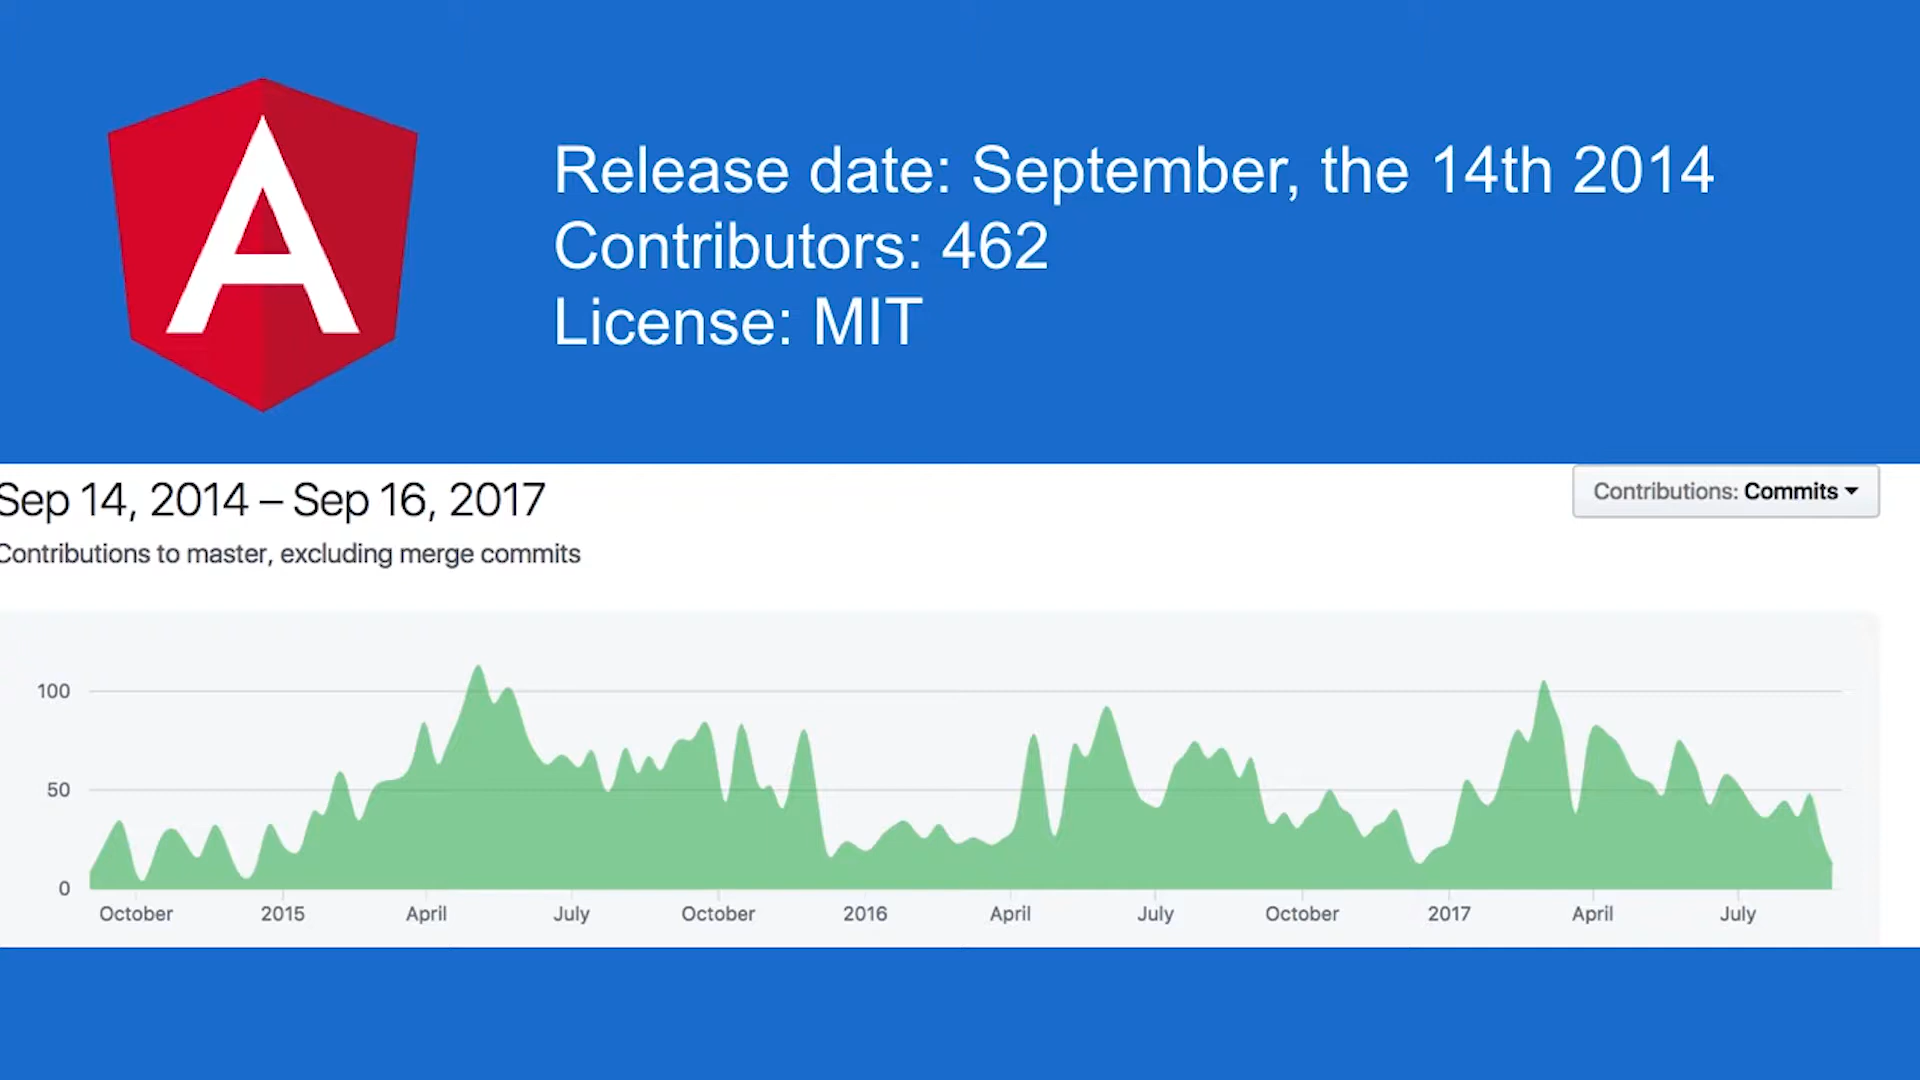 A
Release date: September, the 14th 2014
Contributors: 462
License: MIT
Sep 14, 2014 – Sep 16, 2017
Contributions: Commits
Contributions to master, excluding merge commits
100
50
0
October 2015 April July October 2016 April July October 2017 April July